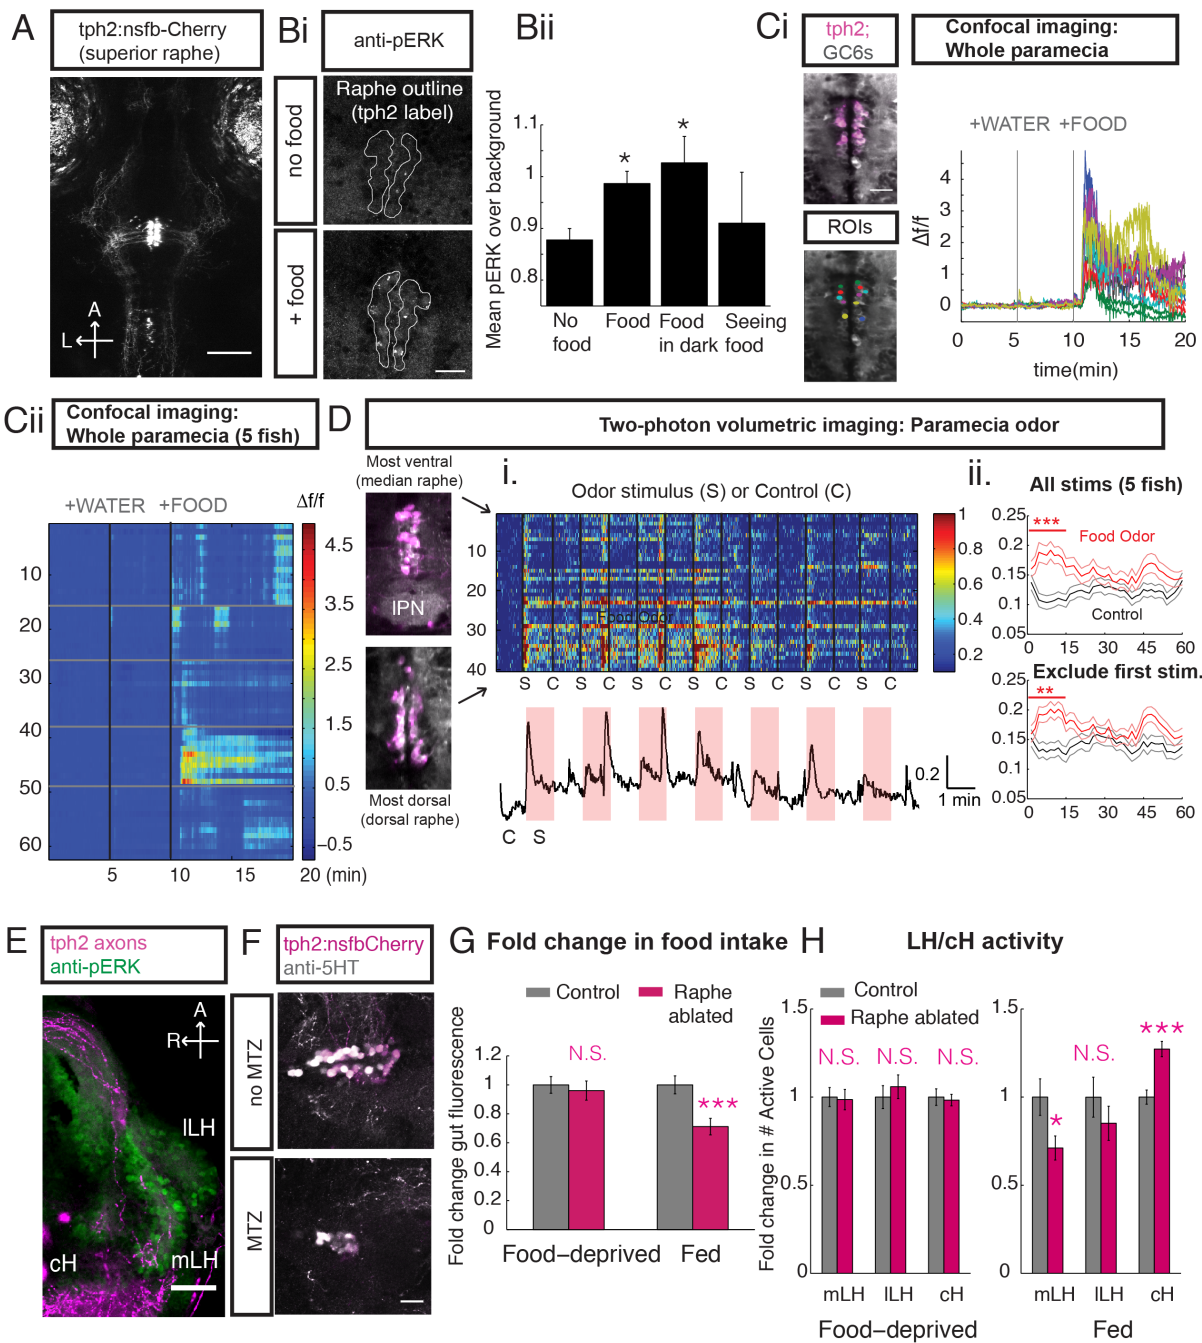 A
tph2:nsfb-Cherry
(superior raphe)
A
L
Bi
anti-pERK
no food
Raphe outline
(tph2 label)
+ food
Bii
Mean pERK over background
1.1
1
0.9
0.8
*
*
No
food
Food
Food
in dark
Seeing
food
Ci
tph2;
GC6s
ROIs
Confocal imaging:
Whole paramecia
+WATER
+FOOD
Δf/f
4
3
2
1
0
0
5
10
15
20
time(min)
Cii
Confocal imaging:
Whole paramecia (5 fish)
+WATER
+FOOD
Δf/f
10
20
30
40
50
60
4.5
3.5
2.5
1.5
0.5
−0.5
5
10
15
20 (min)
D
Two-photon volumetric imaging: Paramecia odor
Most ventral
(median raphe)
IPN
Most dorsal
(dorsal raphe)
i.
Odor stimulus (S) or Control (C)
10
20
30
40
Food Odor
S C S C S C S C S C S C S C
1
0.8
0.6
0.4
0.2
C S
0.2
1 min
ii.
All stims (5 fish)
0.25
0.2
0.15
0.1
0.05
***
Food Odor
Control
0 15 30 45 60
Exclude first stim.
0.25
0.2
0.15
0.1
0.05
**
0 15 30 45 60
E
tph2 axons
anti-pERK
A
R
lLH
cH
mLH
F
tph2:nsfbCherry
anti-5HT
no MTZ
MTZ
G
Fold change in food intake
Control
Raphe
ablated
Fold change gut fluorescence
1.2
1
0.8
0.6
0.4
0.2
0
N.S.
***
Food−deprived
Fed
H
LH/cH activity
Control
Raphe ablated
Fold change in # Active Cells
1.5
1
0.5
0
N.S.
N.S.
N.S.
mLH
lLH
cH
Food−deprived
1.5
1
0.5
0
*
N.S.
***
mLH
lLH
cH
Fed